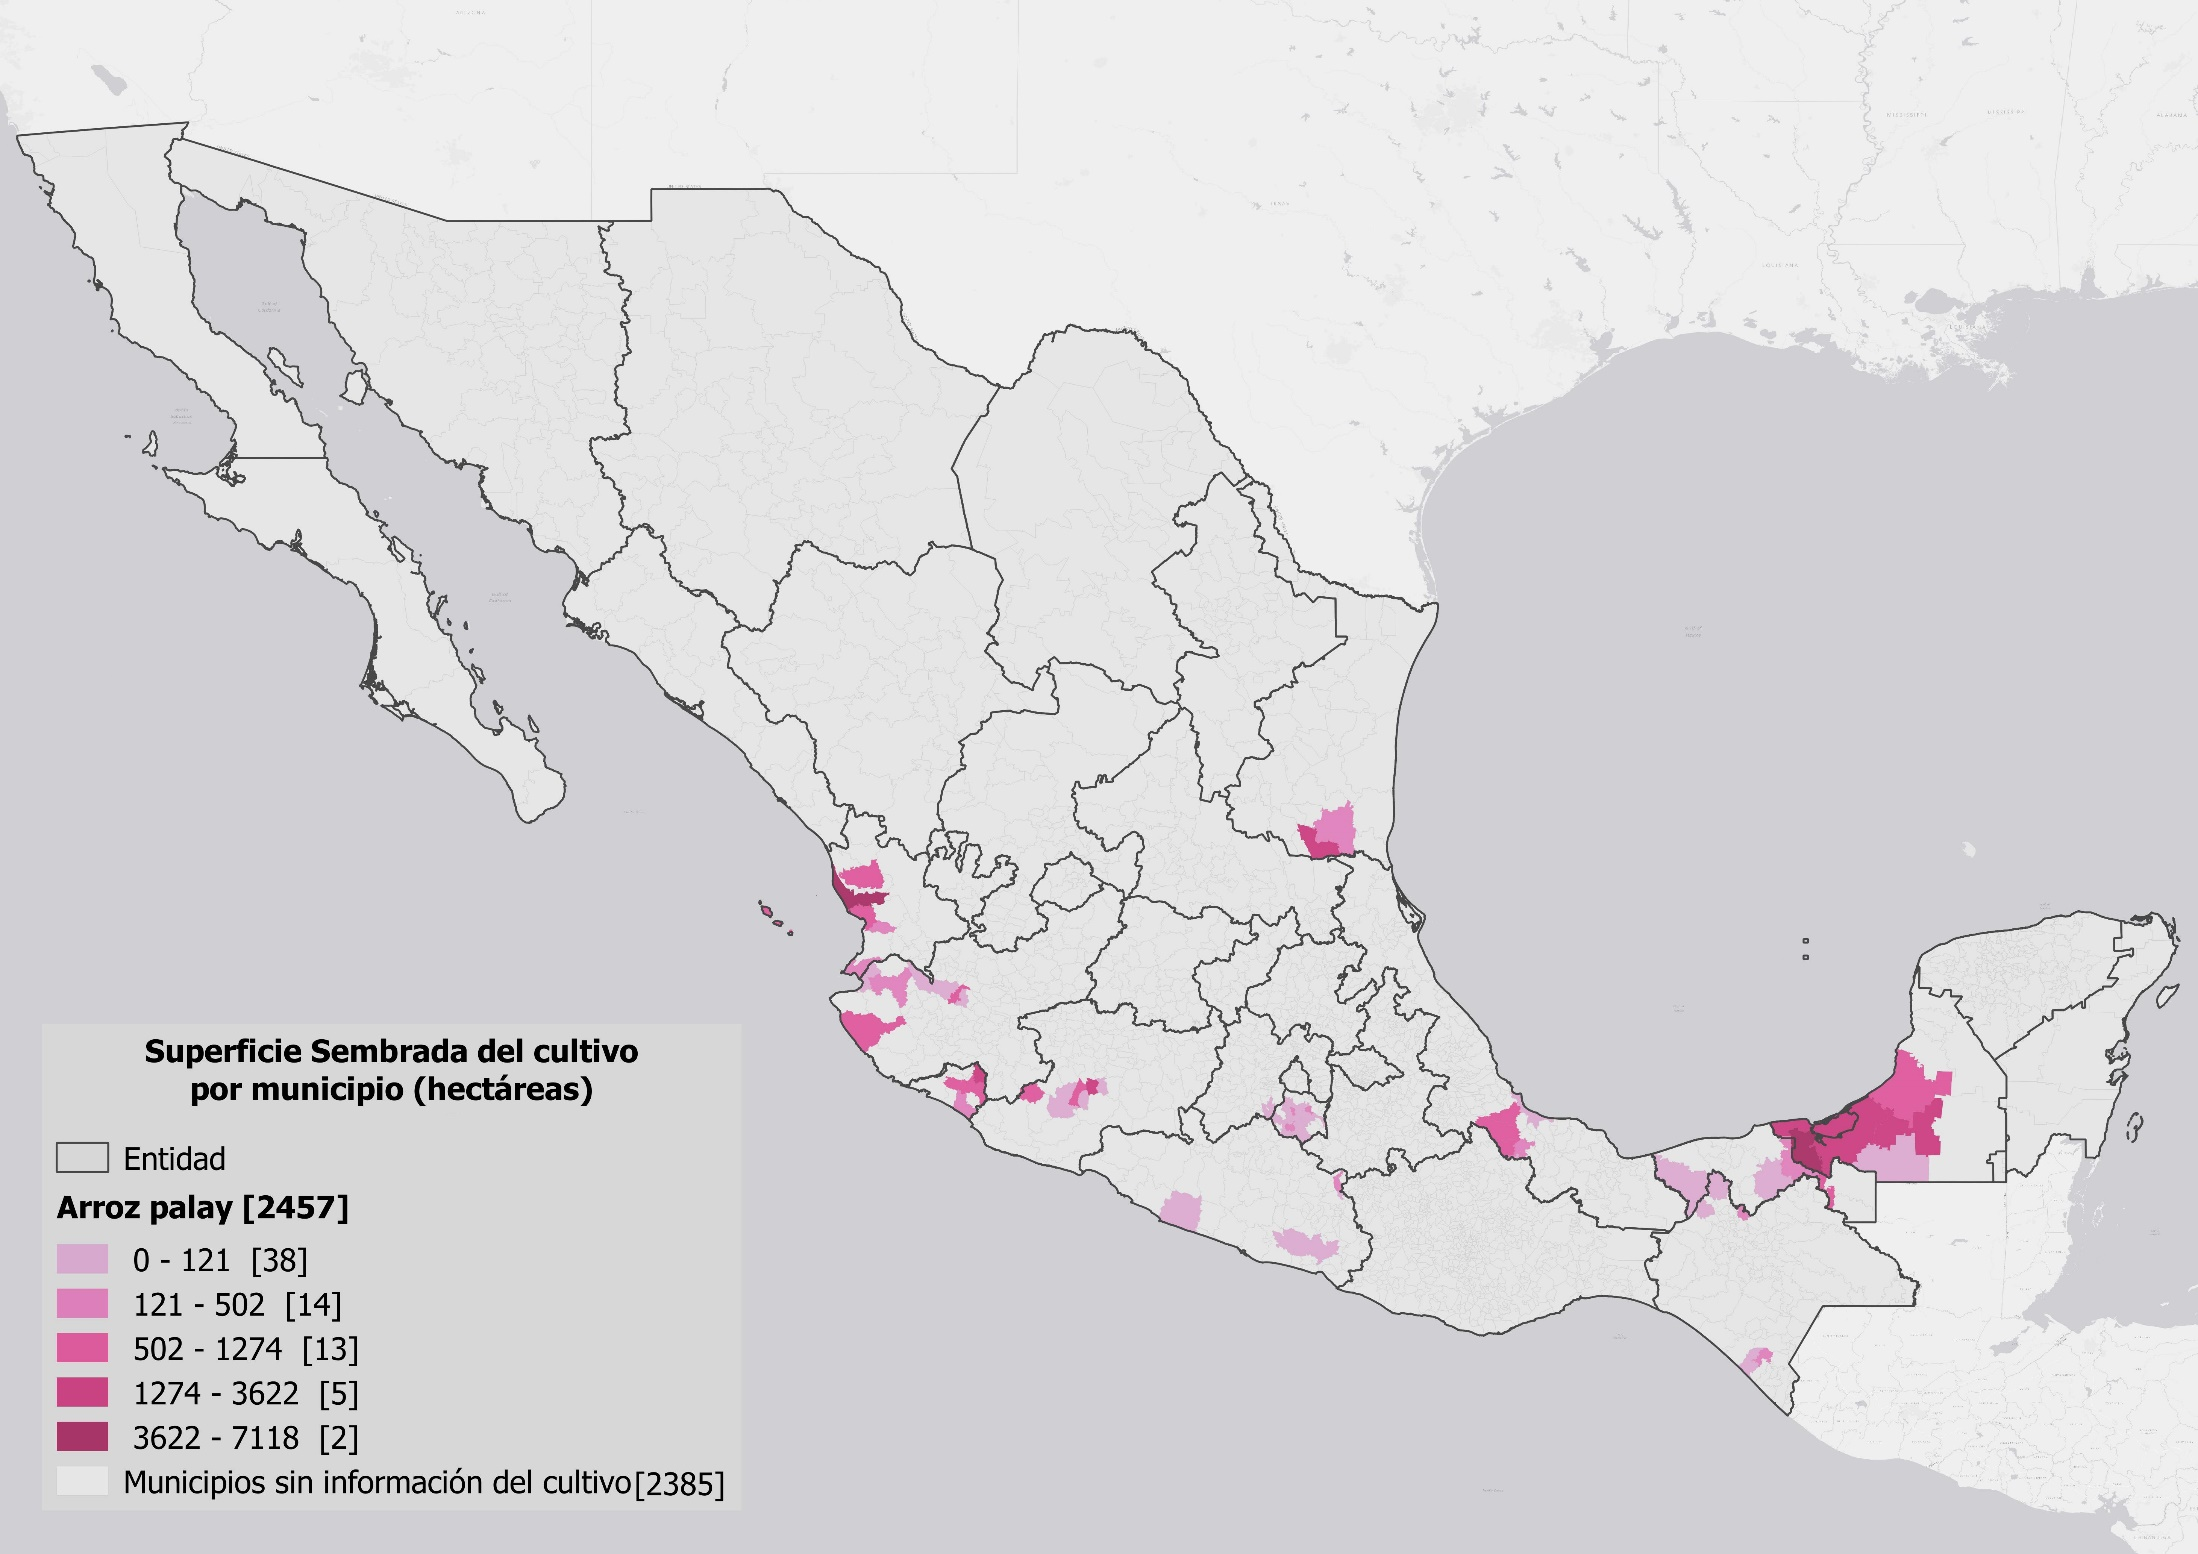 Superficie Sembrada del cultivo
por municipio (hectáreas)
Entidad
Arroz palay [2457]
0 - 121 [38]
121 - 502 [14]
502 - 1274 [13]
1274 - 3622 [5]
3622 - 7118 [2]
Municipios sin información del cultivo [2385]